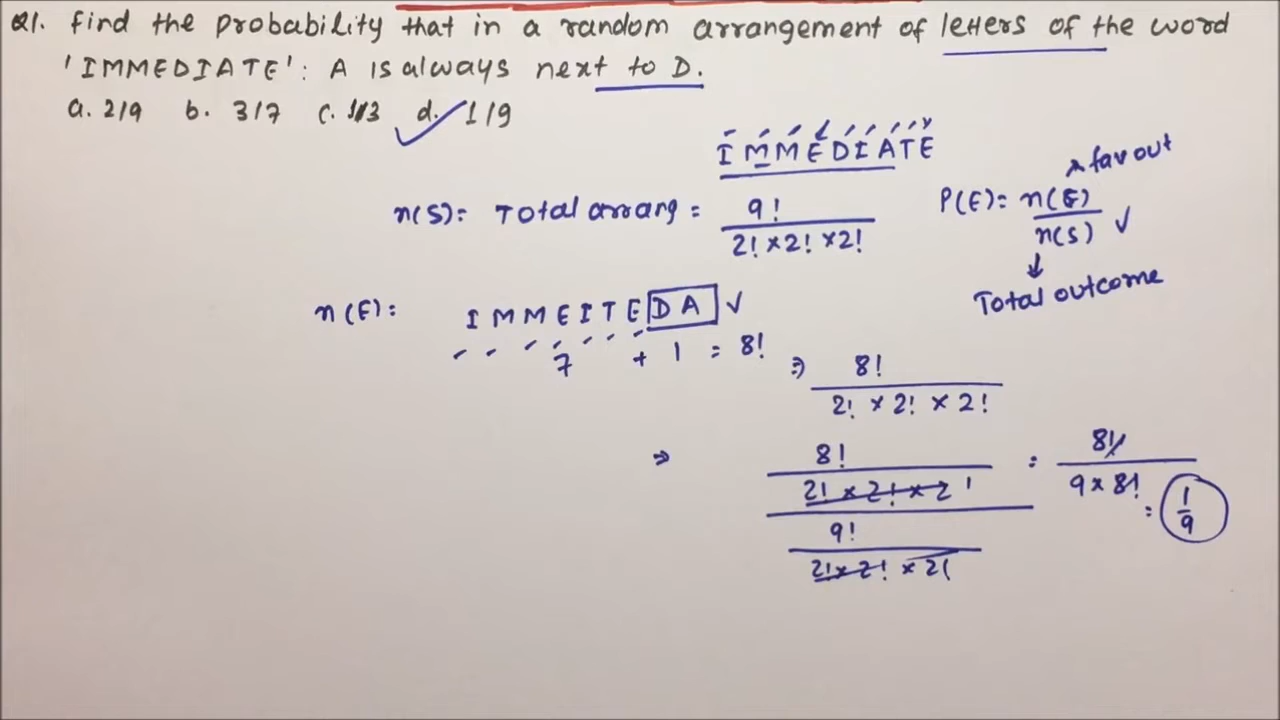 Q1. Find the probability that in a random arrangement of letters of the word
'IMMEDIATE': A is always next to D.
a. 2/9 b. 3/7 c. 1/3 d. 1/9
IMMEDIATE
n(S): Total arrang = 9! / 2! × 2! × 2!
P(E): n(E) / n(S) ✓
fav out
Total outcome
n(E): IMMEITE DA ✓
7 + 1 = 8!
⇒ 8! / 2! × 2! × 2!
⇒ 8! / 2! × 2! × 2! / 9! / 2! × 2! × 2! = 8! / 9 × 8! = 1/9